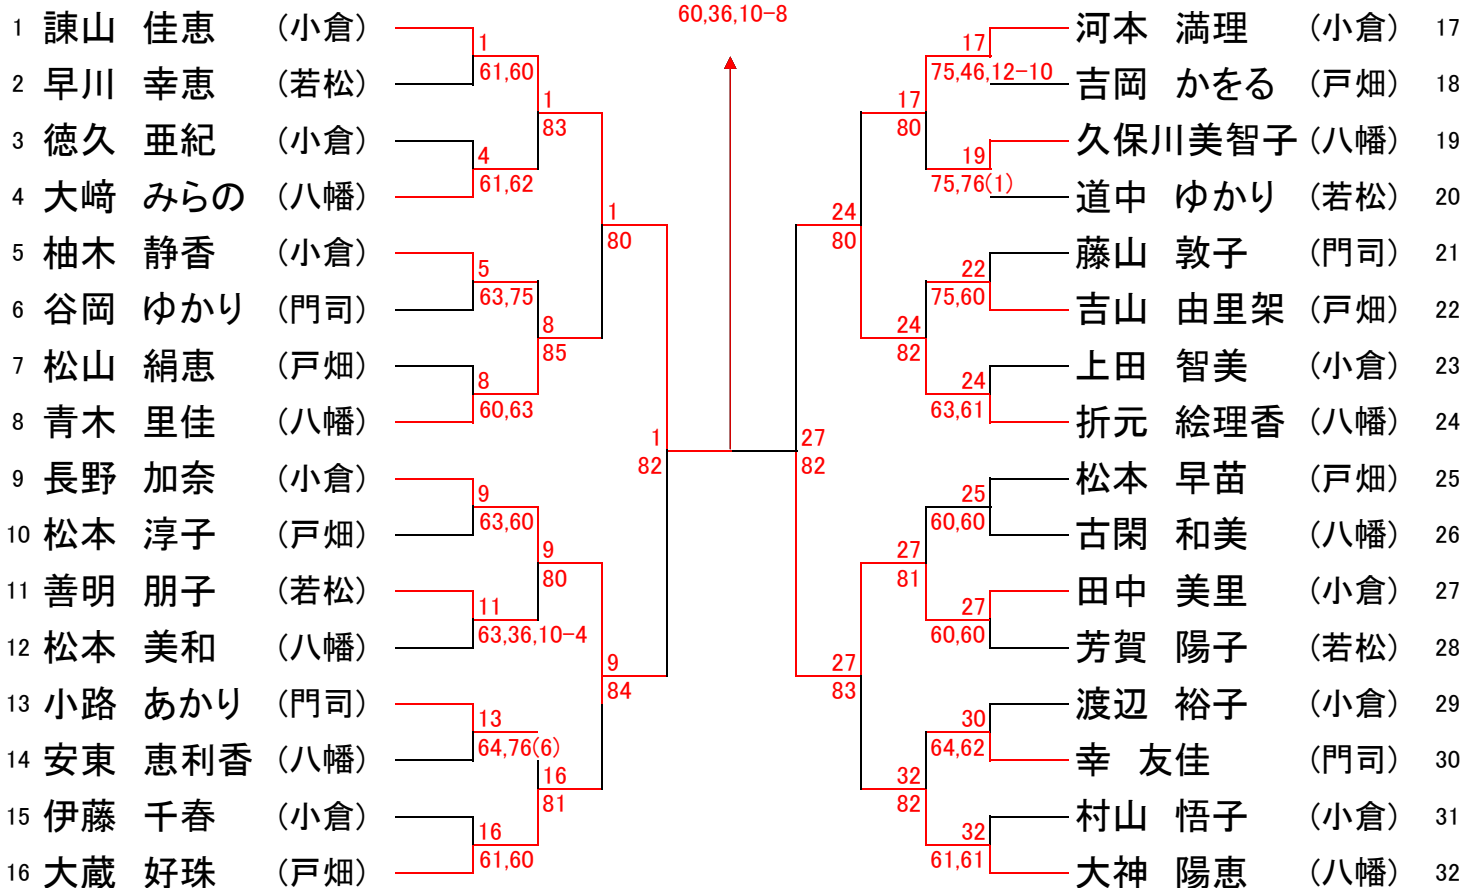 60,36,10-8
1 諌山 佳恵 (小倉)
2 早川 幸恵 (若松)
3 徳久 亜紀 (小倉)
4 大﨑 みらの (八幡)
5 柚木 静香 (小倉)
6 谷岡 ゆかり (門司)
7 松山 絹恵 (戸畑)
8 青木 里佳 (八幡)
9 長野 加奈 (小倉)
10 松本 淳子 (戸畑)
11 善明 朋子 (若松)
12 松本 美和 (八幡)
13 小路 あかり (門司)
14 安東 恵利香 (八幡)
15 伊藤 千春 (小倉)
16 大蔵 好珠 (戸畑)
1
61,60
4
61,62
5
63,75
8
60,63
9
63,60
11
63,36,10-4
13
64,76(6)
16
61,60
1
83
8
85
9
80
16
81
1
80
9
84
1
82
27
82
24
80
27
83
17
80
24
82
27
81
32
82
17
75,46,12-10
19
75,76(1)
22
75,60
24
63,61
25
60,60
27
60,60
30
64,62
32
61,61
河本 満理 (小倉) 17
吉岡 かをる (戸畑) 18
久保川美智子 (八幡) 19
道中 ゆかり (若松) 20
藤山 敦子 (門司) 21
吉山 由里架 (戸畑) 22
上田 智美 (小倉) 23
折元 絵理香 (八幡) 24
松本 早苗 (戸畑) 25
古閑 和美 (八幡) 26
田中 美里 (小倉) 27
芳賀 陽子 (若松) 28
渡辺 裕子 (小倉) 29
幸 友佳 (門司) 30
村山 悟子 (小倉) 31
大神 陽恵 (八幡) 32